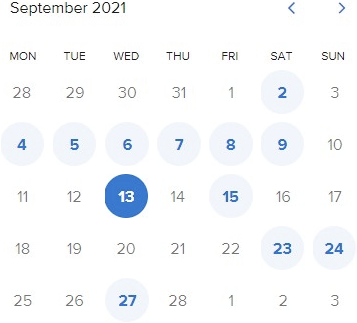 September 2021
MON TUE WED THU FRI SAT SUN
28 29 30 31 1 2 3
4 5 6 7 8 9 10
11 12 13 14 15 16 17
18 19 20 21 22 23 24
25 26 27 28 1 2 3